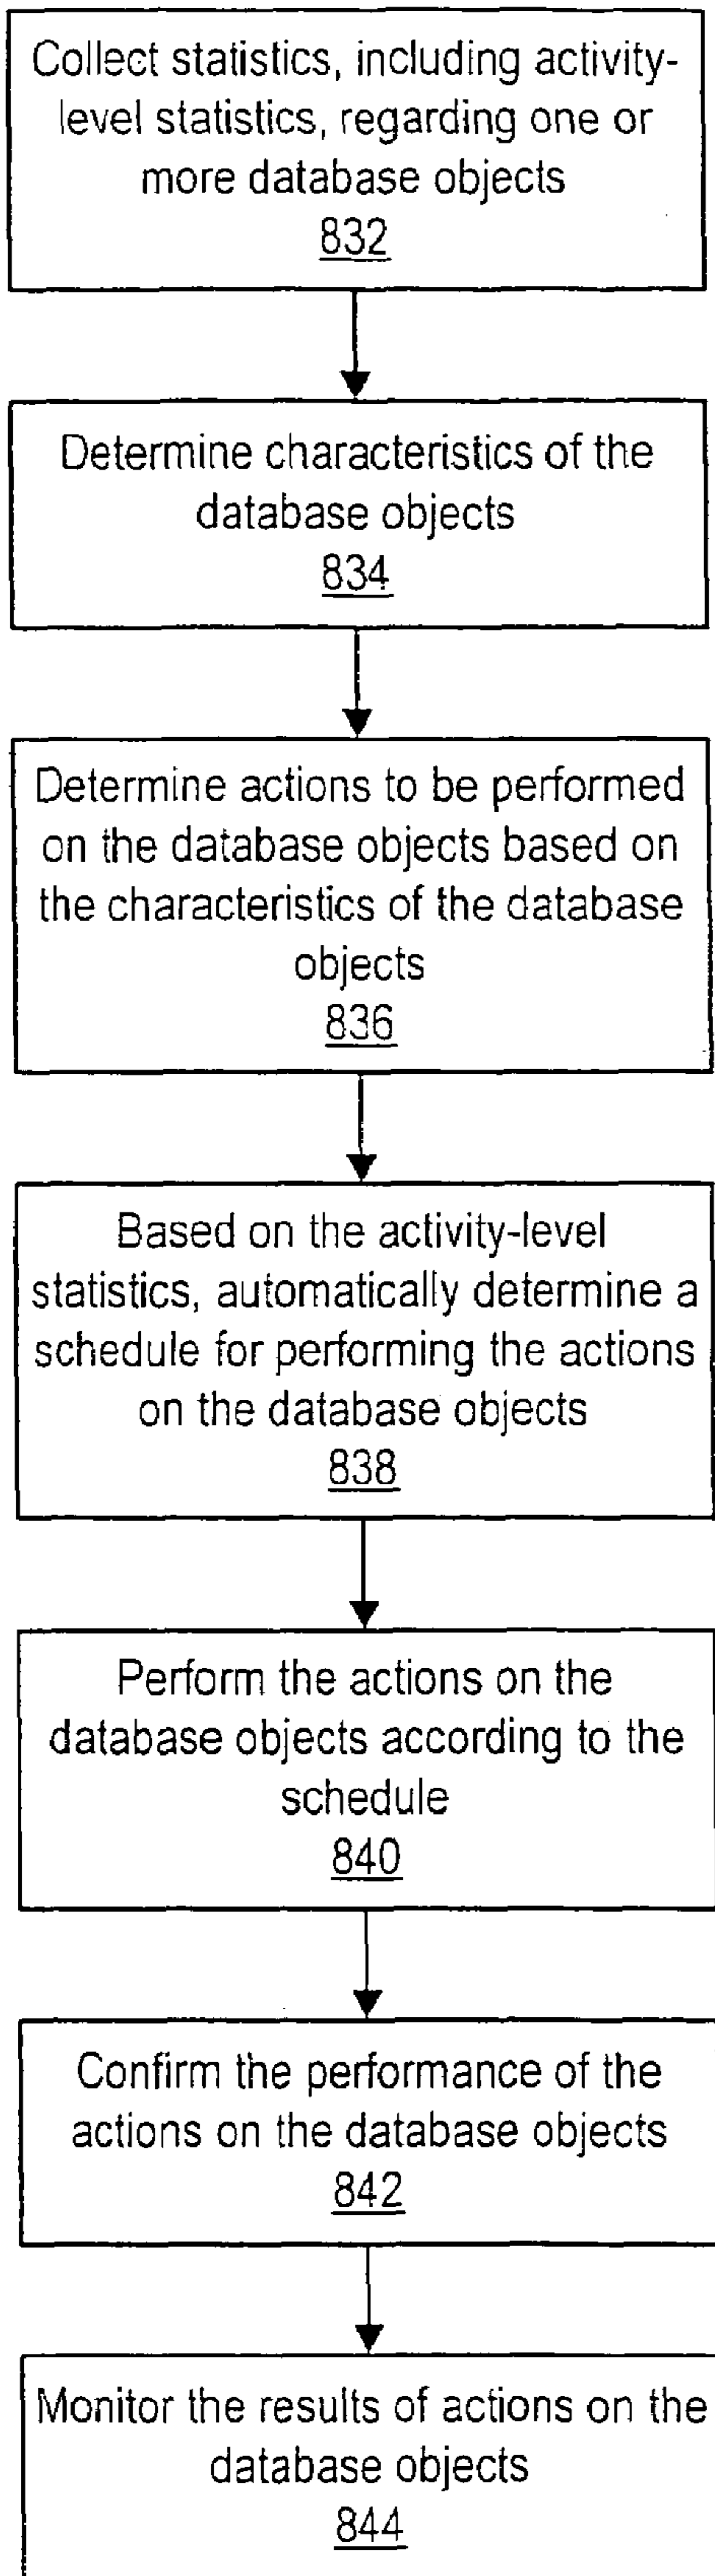 Collect statistics, including activity-
level statistics, regarding one or
more database objects
832
Determine characteristics of the
database objects
834
Determine actions to be performed
on the database objects based on
the characteristics of the database
objects
836
Based on the activity-level
statistics, automatically determine a
schedule for performing the actions
on the database objects
838
Perform the actions on the
database objects according to the
schedule
840
Confirm the performance of the
actions on the database objects
842
Monitor the results of actions on the
database objects
844